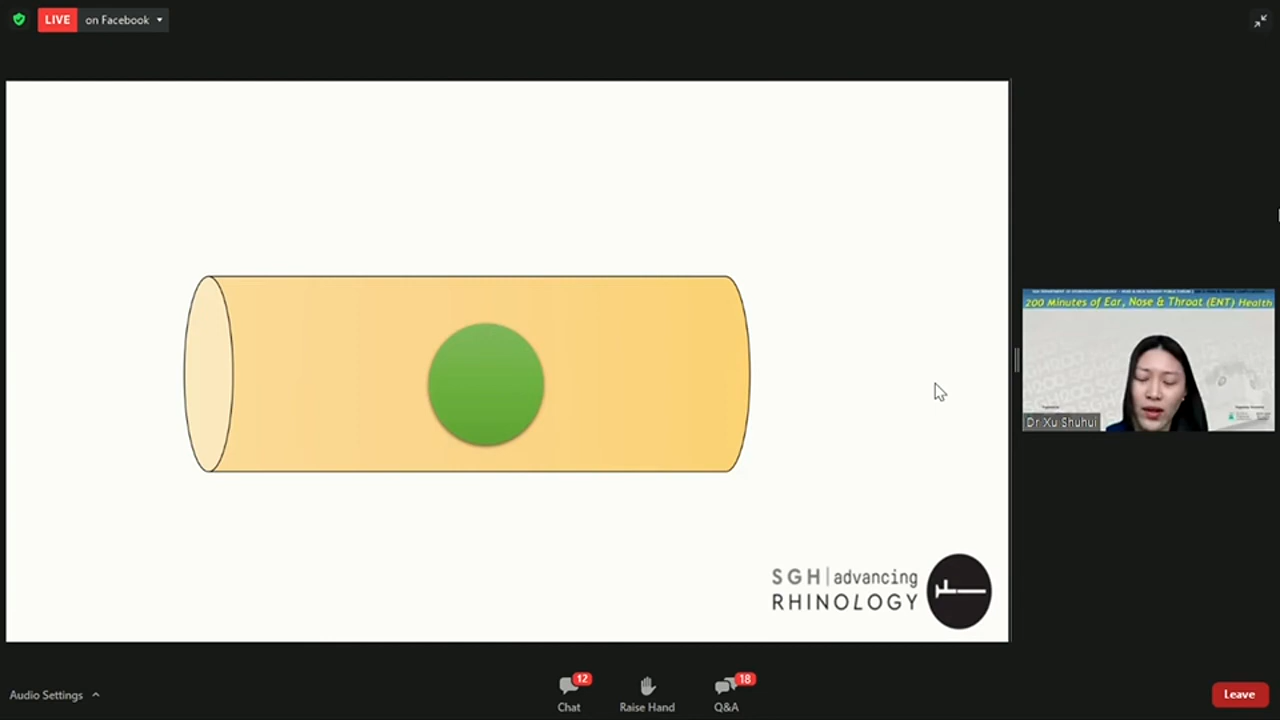 LIVE on Facebook
SGH | advancing
RHINOLOGY
200 Minutes of Ear, Nose & Throat (ENT) Health
Dr Xu Shuhui
Audio Settings
12
Chat
Raise Hand
18
Q&A
Leave